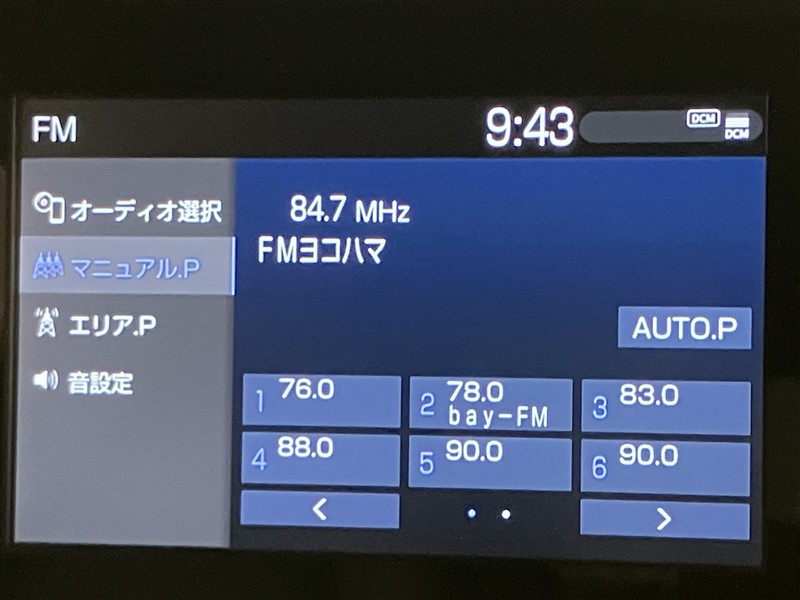 FM
9:43
DCM
DCM
オーディオ選択
マニュアル.P
エリア.P
音設定
84.7 MHz
FMヨコハマ
AUTO.P
1 76.0
2 78.0
bay-FM
3 83.0
4 88.0
5 90.0
6 90.0